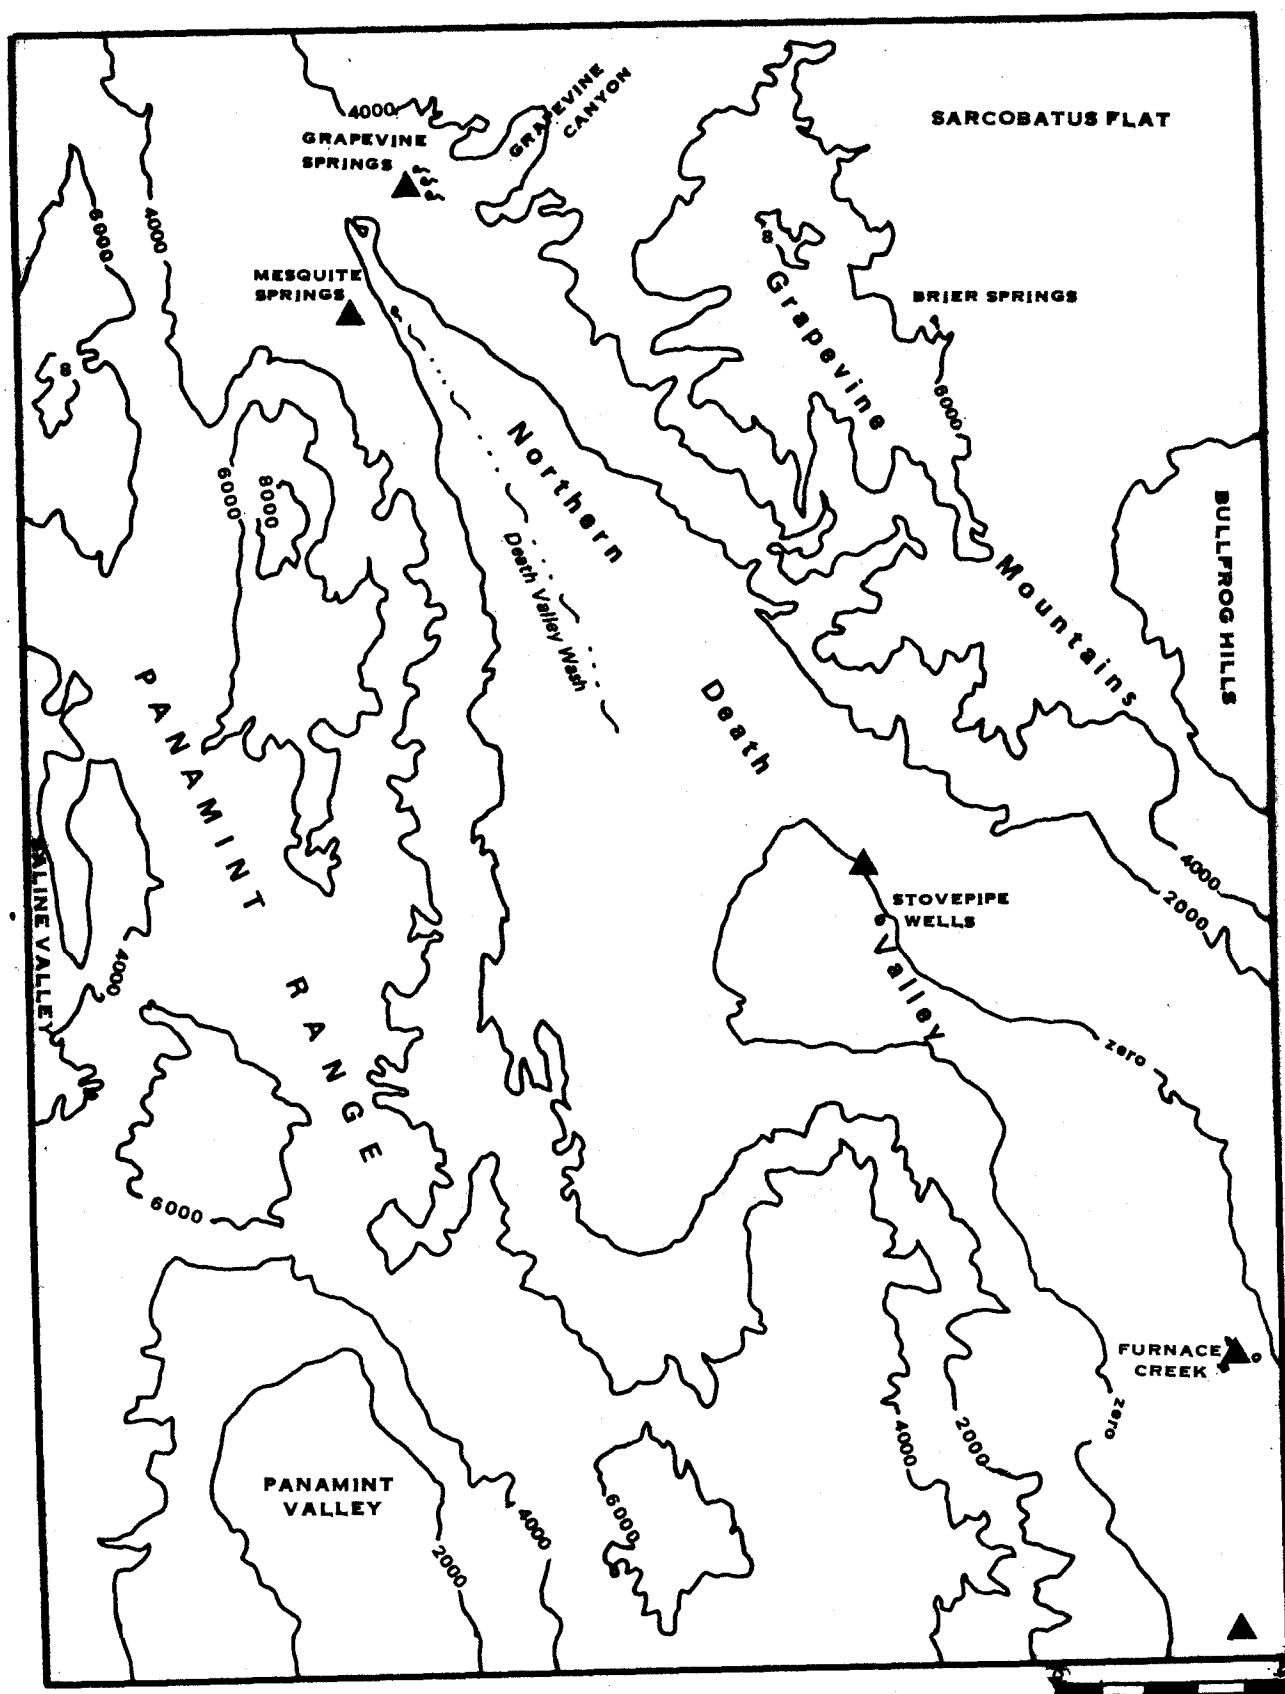 4000
GRAPEVINE
CANYON
GRAPEVINE
SPRINGS
SARCOBATUS FLAT
6000
4000
8
MESQUITE
SPRINGS
BRIER SPRINGS
Grapevine
8
6000
6000
8000
Northern
BULLFROG HILLS
Death Valley Wash
Mountains
PANAMINT
Death
4000
2000
STOVEPIPE
WELLS
SALINE VALLEY
4000
Valley
RANGE
zero
6000
FURNACE
CREEK
zero
4000
2000
PANAMINT
VALLEY
6000
4000
2000